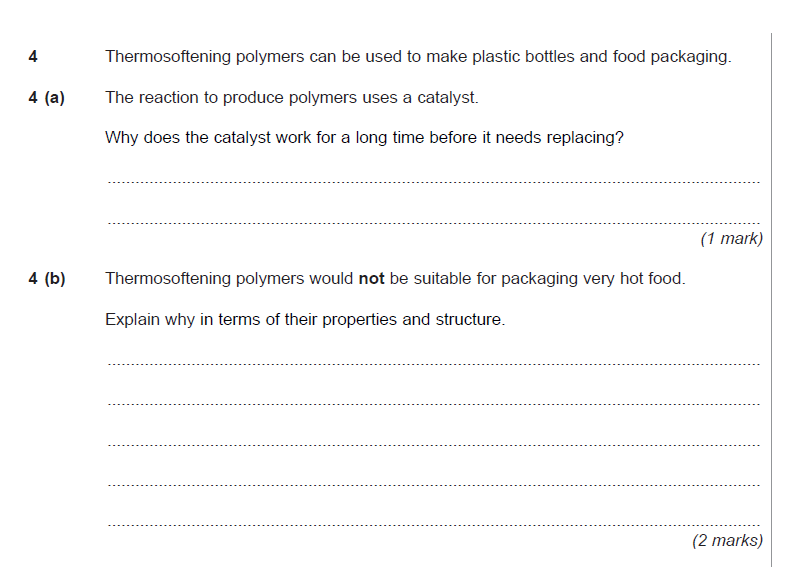 4 Thermosoftening polymers can be used to make plastic bottles and food packaging.
4 (a) The reaction to produce polymers uses a catalyst.
Why does the catalyst work for a long time before it needs replacing?
(1 mark)
4 (b) Thermosoftening polymers would not be suitable for packaging very hot food.
Explain why in terms of their properties and structure.
(2 marks)